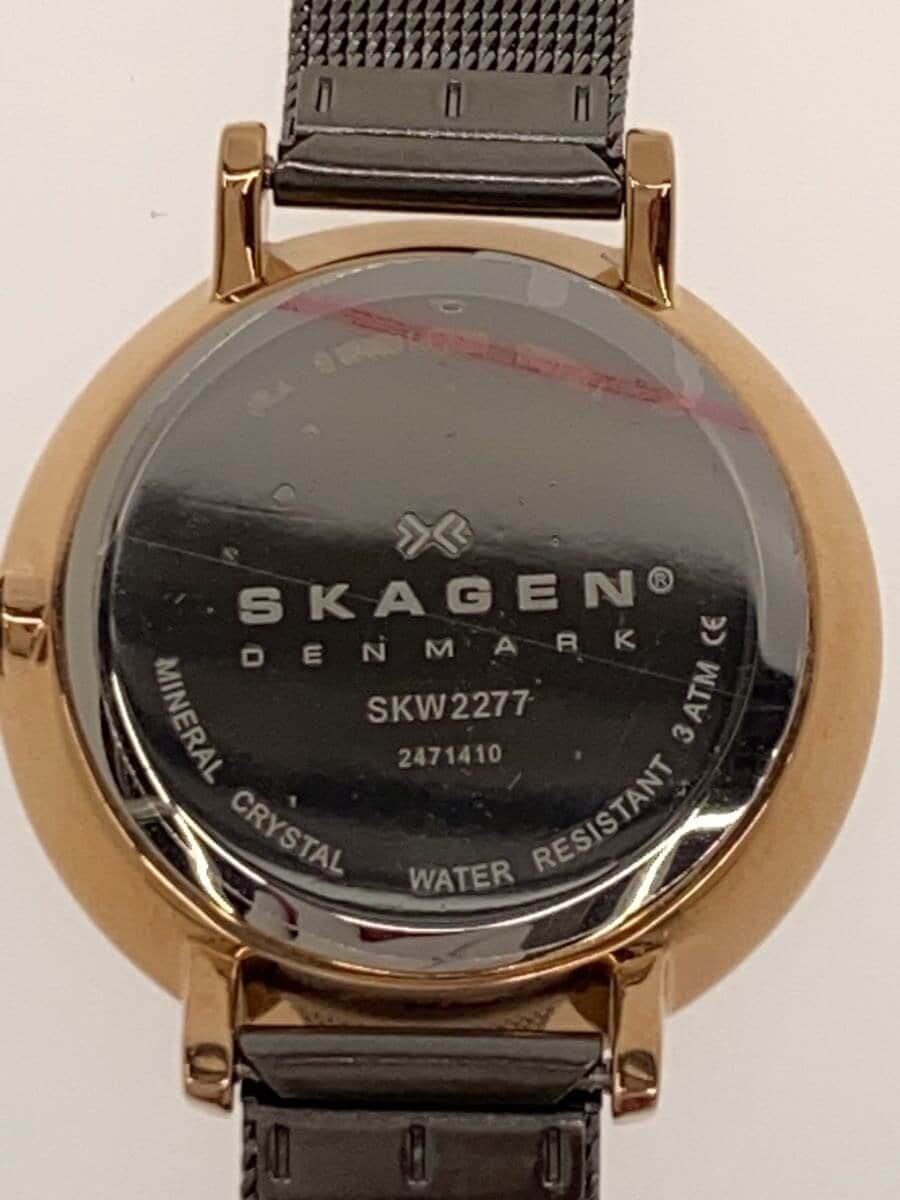 SKAGEN®
DENMARK
SKW2277
2471410
MINERAL CRYSTAL WATER RESISTANT 3 ATM CE